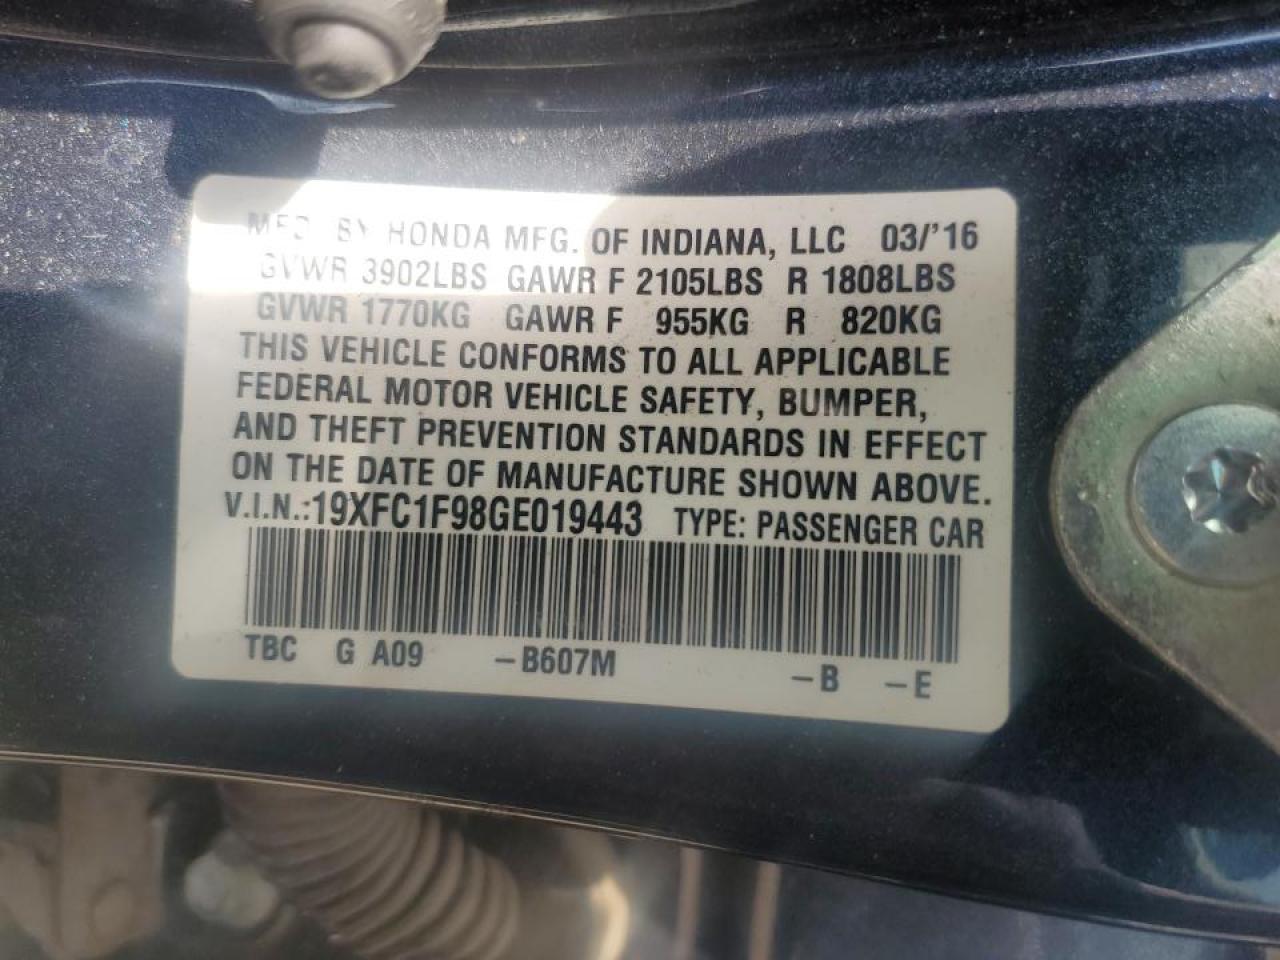 MFD. BY HONDA MFG. OF INDIANA, LLC 03/'16
GVWR 3902LBS GAWR F 2105LBS R 1808LBS
GVWR 1770KG GAWR F 955KG R 820KG
THIS VEHICLE CONFORMS TO ALL APPLICABLE
FEDERAL MOTOR VEHICLE SAFETY, BUMPER,
AND THEFT PREVENTION STANDARDS IN EFFECT
ON THE DATE OF MANUFACTURE SHOWN ABOVE.
V.I.N.:19XFC1F98GE019443 TYPE: PASSENGER CAR
TBC G A09 -B607M -B -E